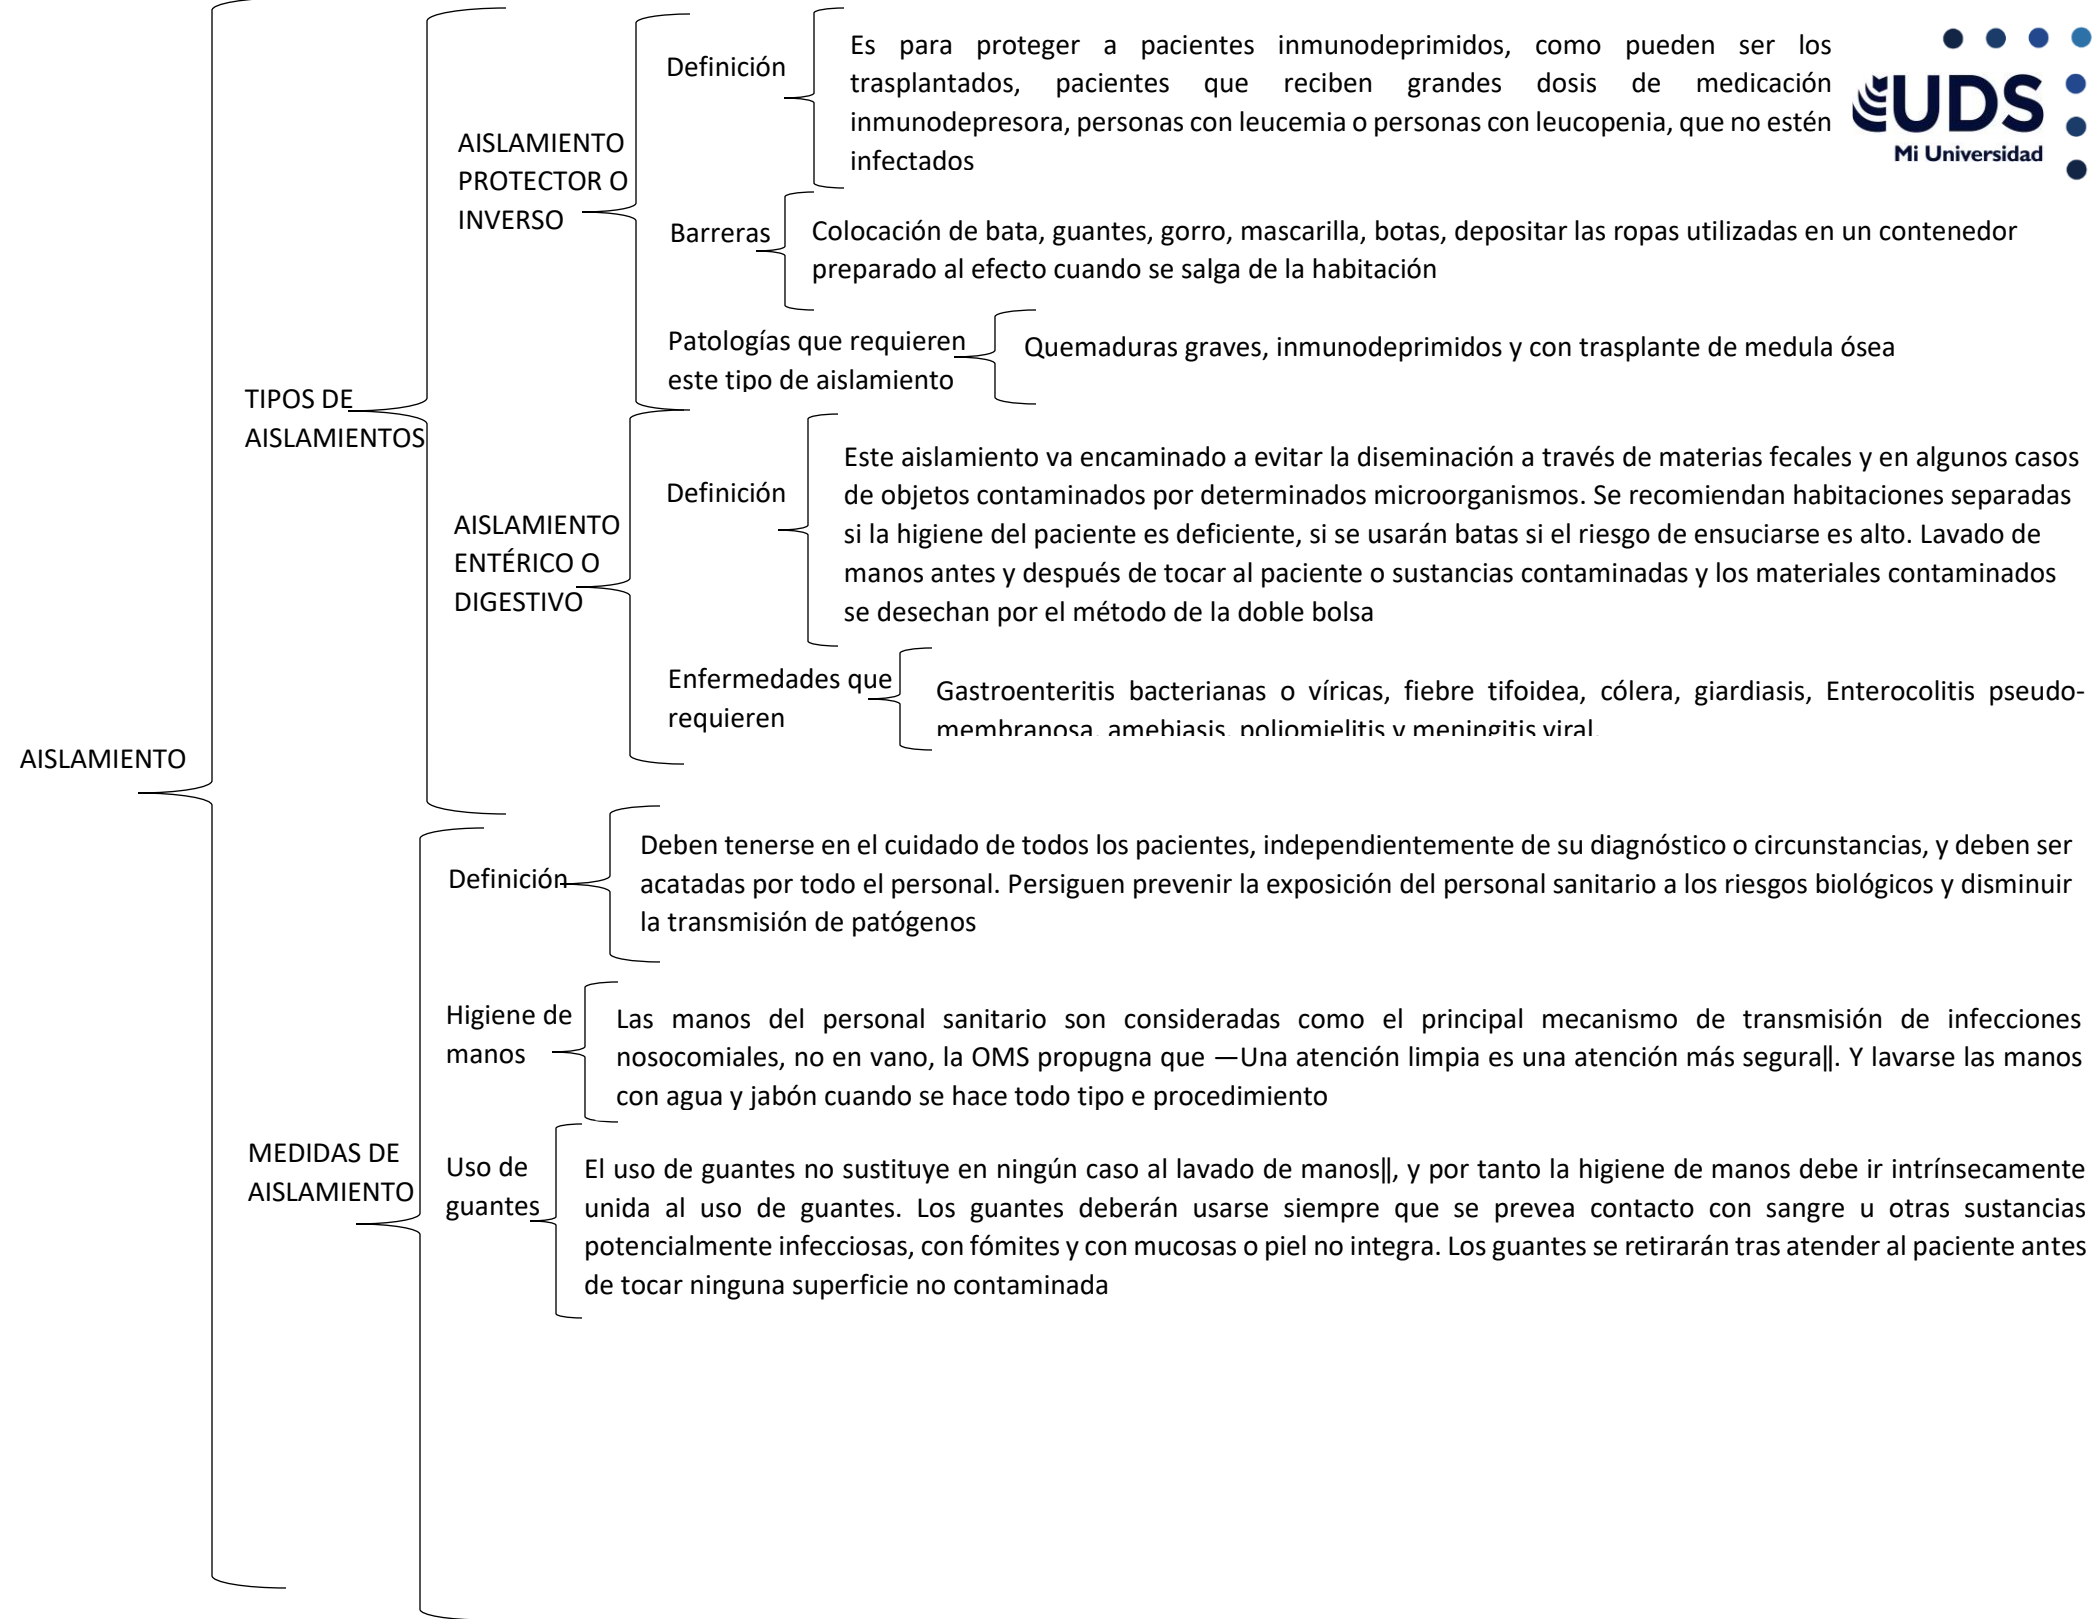 Definición
Es para proteger a pacientes inmunodeprimidos, como pueden ser los
trasplantados, pacientes que reciben grandes dosis de medicación
inmunodepresora, personas con leucemia o personas con leucopenia, que no estén
infectados
UDS
Mi Universidad
AISLAMIENTO
PROTECTOR O
INVERSO
Barreras
Colocación de bata, guantes, gorro, mascarilla, botas, depositar las ropas utilizadas en un contenedor
preparado al efecto cuando se salga de la habitación
Patologías que requieren
este tipo de aislamiento
Quemaduras graves, inmunodeprimidos y con trasplante de medula ósea
TIPOS DE
AISLAMIENTOS
AISLAMIENTO
ENTÉRICO O
DIGESTIVO
Definición
Este aislamiento va encaminado a evitar la diseminación a través de materias fecales y en algunos casos
de objetos contaminados por determinados microorganismos. Se recomiendan habitaciones separadas
si la higiene del paciente es deficiente, si se usarán batas si el riesgo de ensuciarse es alto. Lavado de
manos antes y después de tocar al paciente o sustancias contaminadas y los materiales contaminados
se desechan por el método de la doble bolsa
Enfermedades que
requieren
Gastroenteritis bacterianas o víricas, fiebre tifoidea, cólera, giardiasis, Enterocolitis pseudo-
membranosa, amebiasis, poliomielitis y meningitis viral.
AISLAMIENTO
Definición
Deben tenerse en el cuidado de todos los pacientes, independientemente de su diagnóstico o circunstancias, y deben ser
acatadas por todo el personal. Persiguen prevenir la exposición del personal sanitario a los riesgos biológicos y disminuir
la transmisión de patógenos
Higiene de
manos
Las manos del personal sanitario son consideradas como el principal mecanismo de transmisión de infecciones
nosocomiales, no en vano, la OMS propugna que ―Una atención limpia es una atención más segura‖. Y lavarse las manos
con agua y jabón cuando se hace todo tipo e procedimiento
MEDIDAS DE
AISLAMIENTO
Uso de
guantes
El uso de guantes no sustituye en ningún caso al lavado de manos‖, y por tanto la higiene de manos debe ir intrínsecamente
unida al uso de guantes. Los guantes deberán usarse siempre que se prevea contacto con sangre u otras sustancias
potencialmente infecciosas, con fómites y con mucosas o piel no integra. Los guantes se retirarán tras atender al paciente antes
de tocar ninguna superficie no contaminada